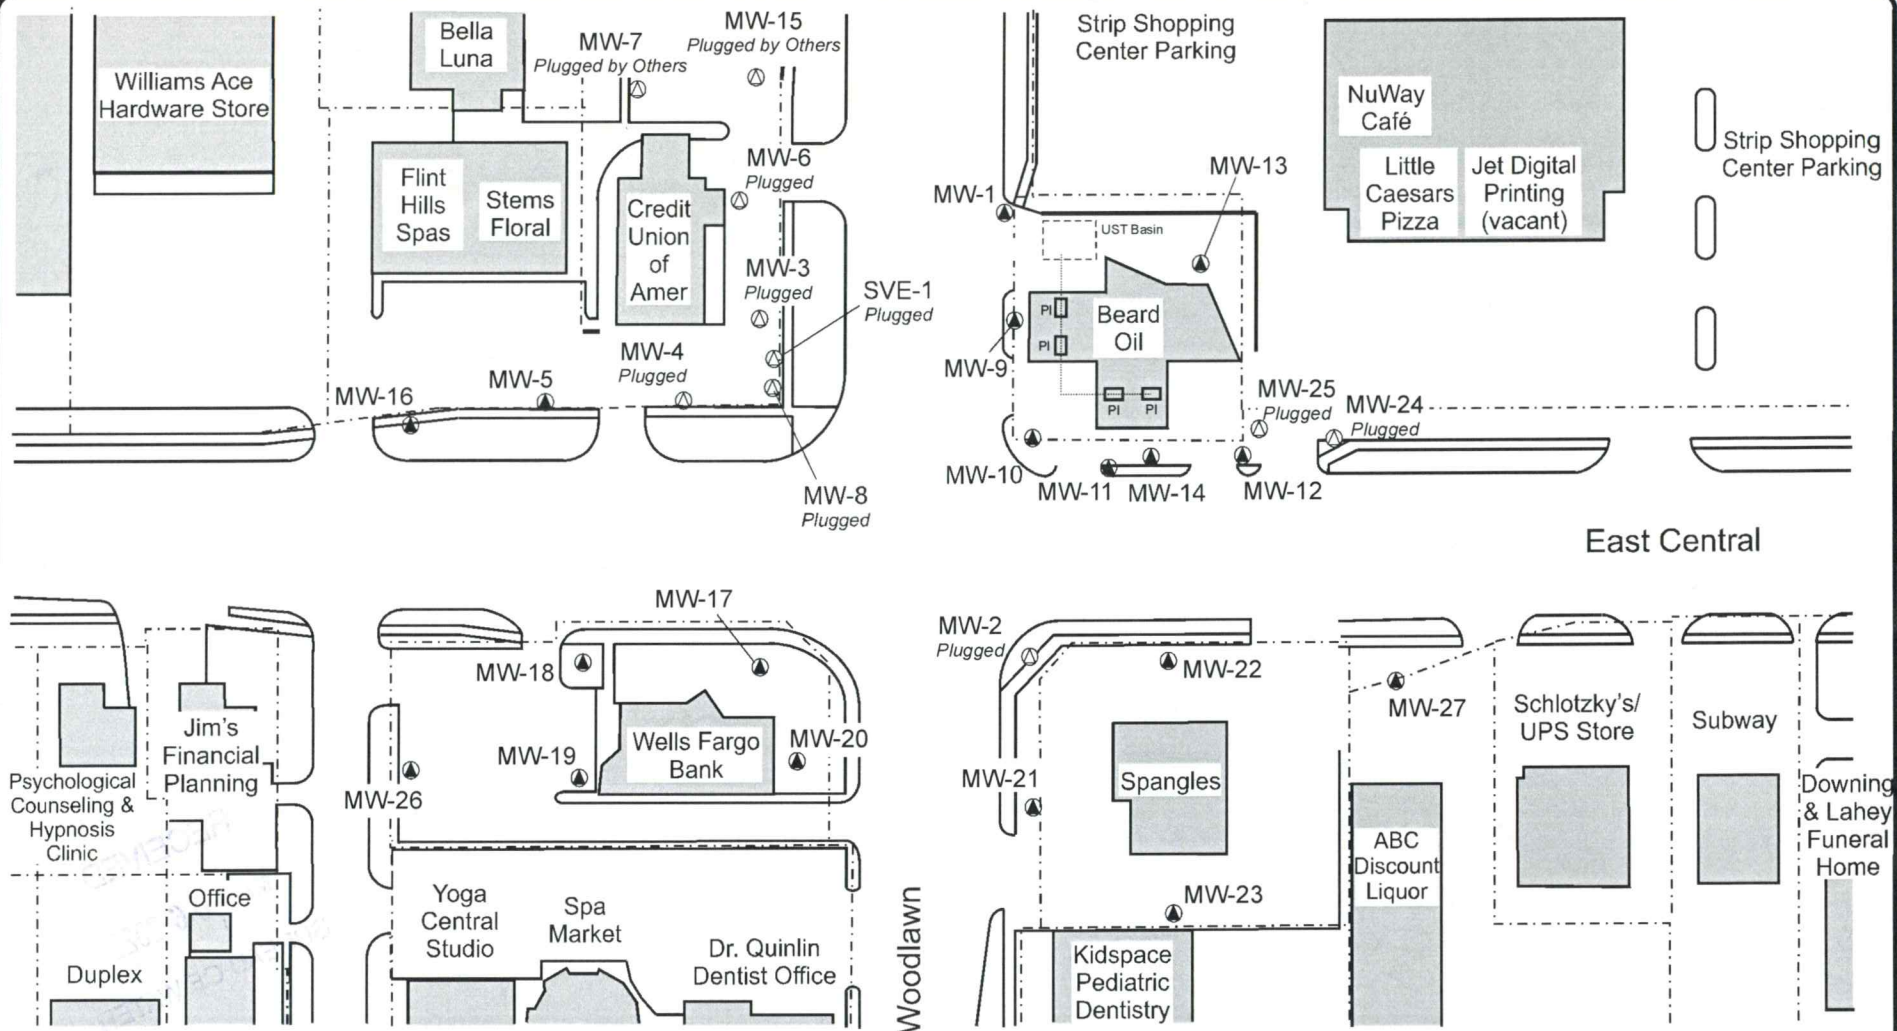 Bella
Luna
MW-7
Plugged by Others
MW-15
Plugged by Others
Strip Shopping
Center Parking
Williams Ace
Hardware Store
NuWay
Café
Strip Shopping
Center Parking
MW-6
Plugged
MW-13
MW-1
Little
Caesars
Pizza
Jet Digital
Printing
(vacant)
Flint
Hills
Spas
Stems
Floral
Credit
Union
of
Amer
UST Basin
MW-3
Plugged
SVE-1
Plugged
PI
PI
PI
PI
Beard
Oil
MW-4
Plugged
MW-9
MW-5
MW-16
MW-25
Plugged
MW-24
Plugged
MW-8
Plugged
MW-10
MW-11
MW-14
MW-12
East Central
MW-17
MW-2
Plugged
MW-18
MW-22
MW-27
Jim's
Financial
Planning
Schlotzky's/
UPS Store
Subway
MW-19
Wells Fargo
Bank
MW-20
MW-21
Spangles
Psychological
Counseling &
Hypnosis
Clinic
MW-26
Downing
& Lahey
Funeral
Home
ABC
Discount
Liquor
Office
Yoga
Central
Studio
Spa
Market
MW-23
Woodlawn
Dr. Quinlin
Dentist Office
Duplex
Kidspace
Pediatric
Dentistry